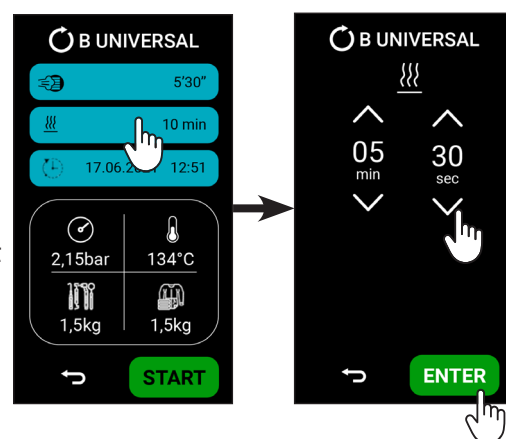 B UNIVERSAL
5'30"
10 min
12:51
2,15bar
134°C
1,5kg
1,5kg
START
B UNIVERSAL
05
min
30
sec
ENTER